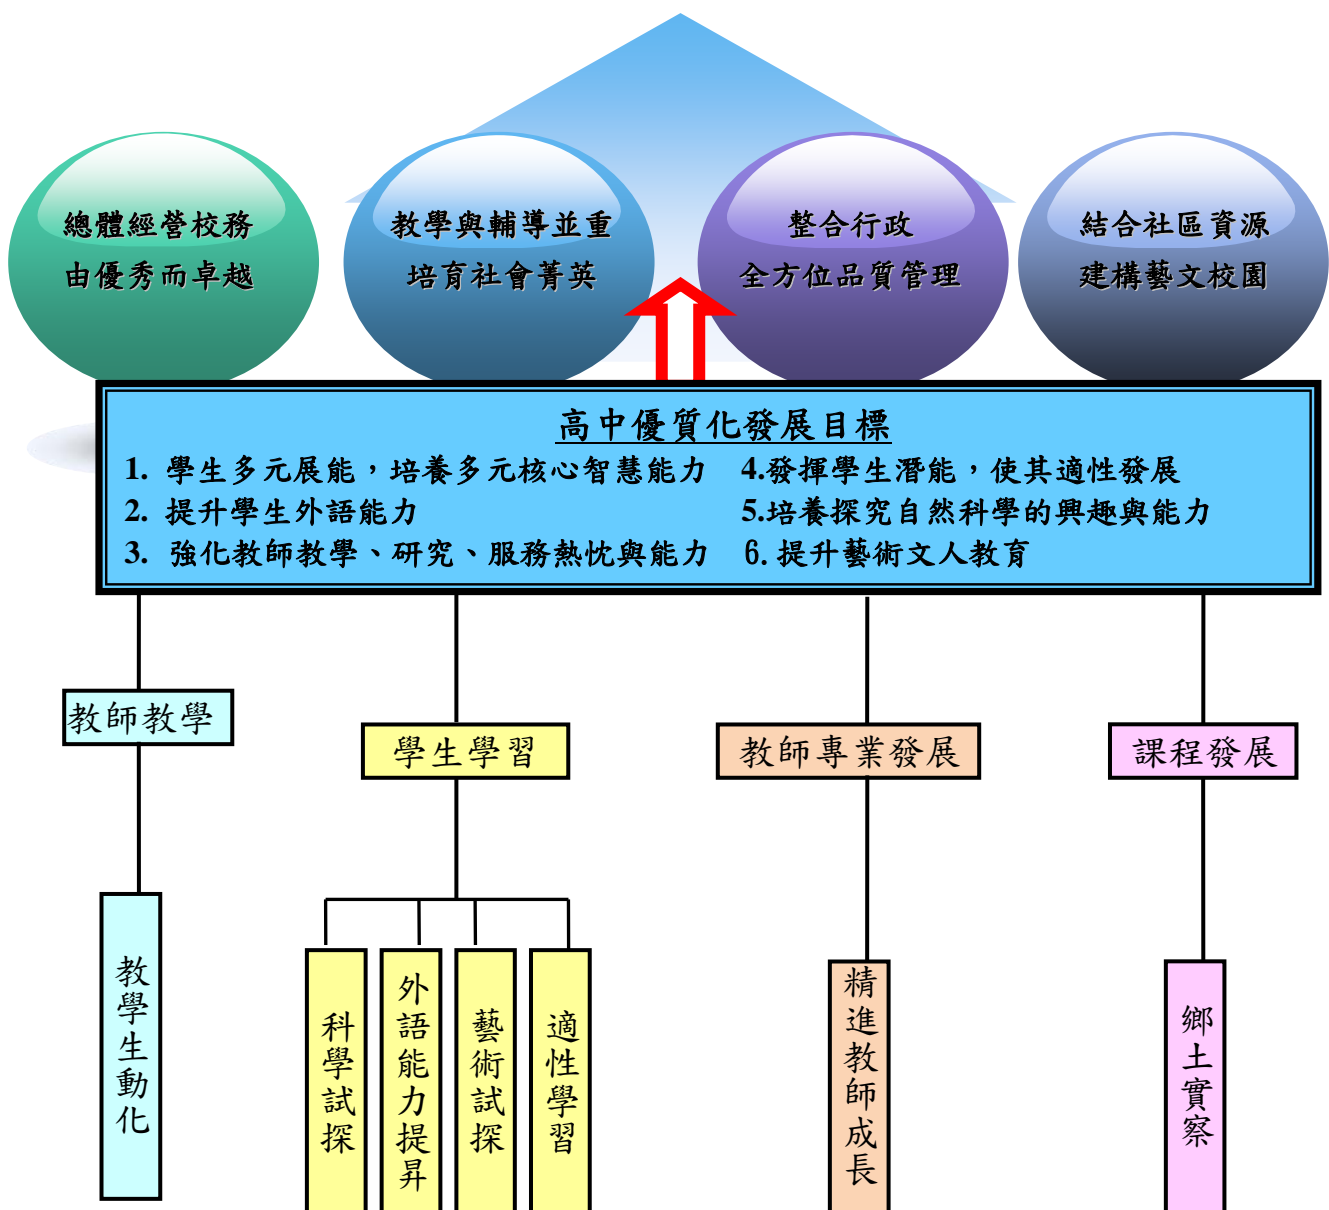 總體經營校務
由優秀而卓越
教學與輔導並重
培育社會菁英
整合行政
全方位品質管理
結合社區資源
建構藝文校園
高中優質化發展目標
1. 學生多元展能，培養多元核心智慧能力
2. 提升學生外語能力
3. 強化教師教學、研究、服務熱忱與能力
4.發揮學生潛能，使其適性發展
5.培養探究自然科學的興趣與能力
6.提升藝術文人教育
教師教學
學生學習
教師專業發展
課程發展
教學生動化
科學試探
外語能力提昇
藝術試探
適性學習
精進教師成長
鄉土實察